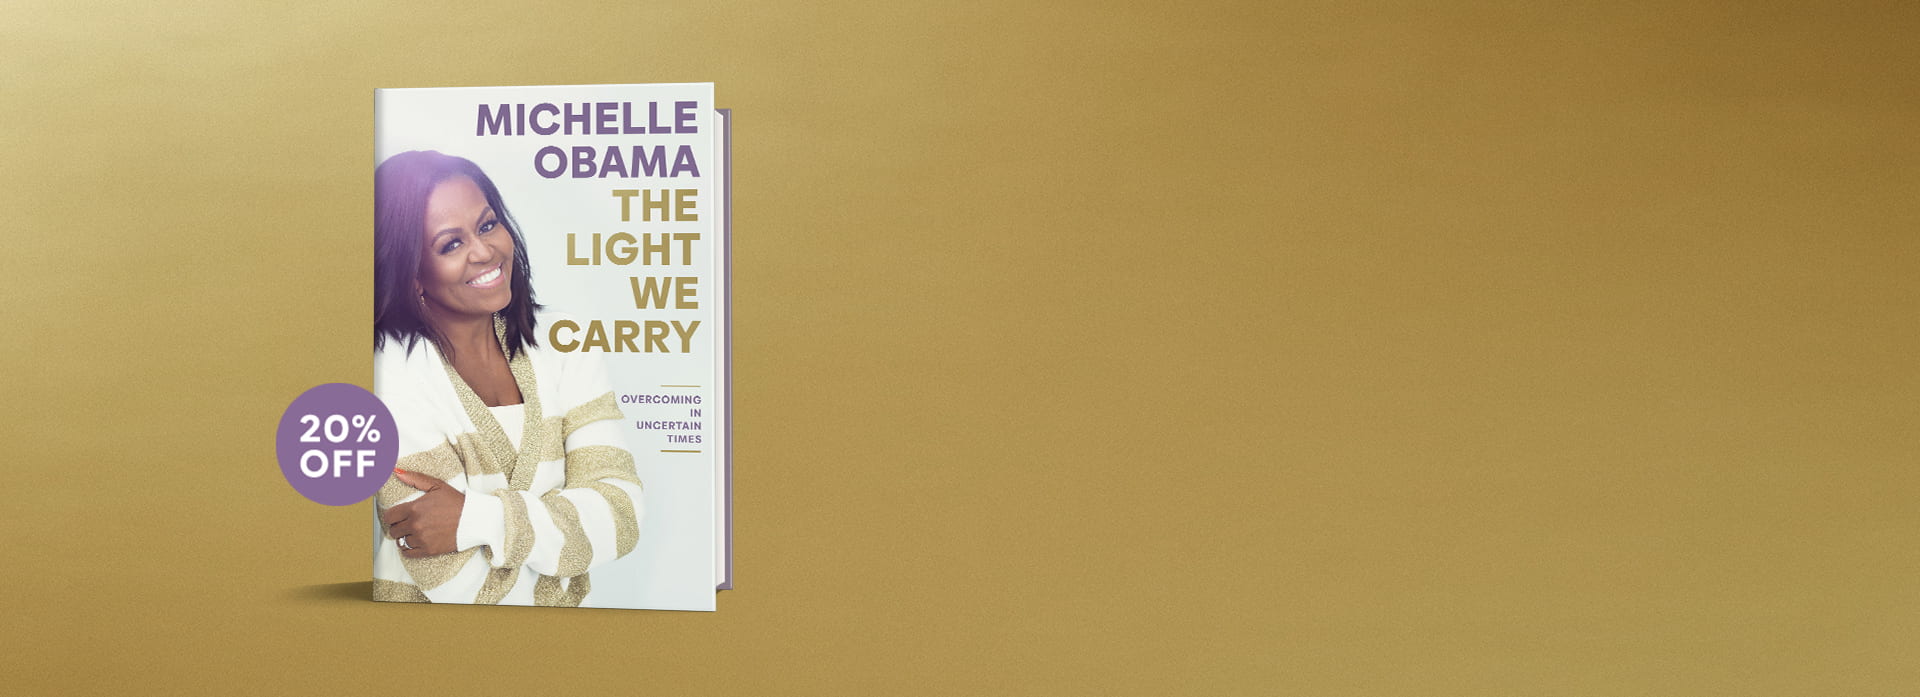 MICHELLE
OBAMA
THE
LIGHT
WE
CARRY
OVERCOMING
IN
UNCERTAIN
TIMES
20%
OFF